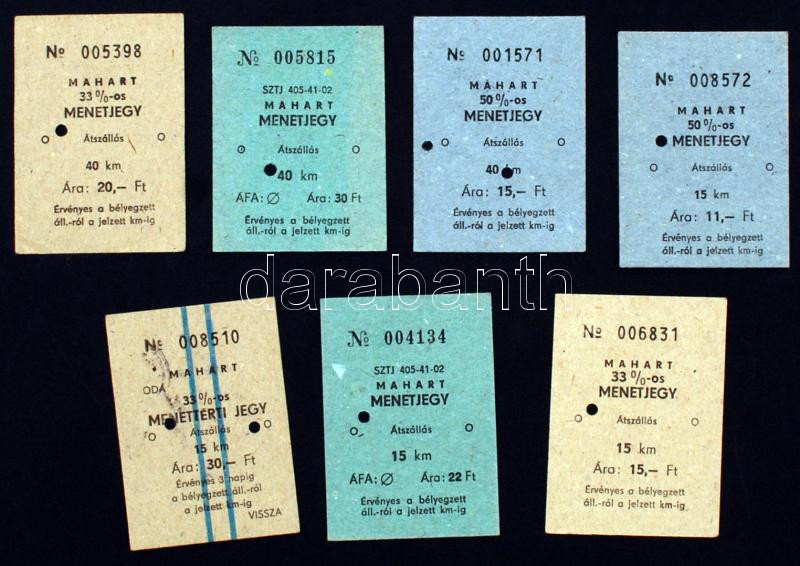 № 005398
MAHART
33%-os
MENETJEGY
Átszállás
40 km
Ára: 20,— Ft
Érvényes a bélyegzett
áll.-ról a jelzett km-ig
№ 005815
SZTJ 405-41-02
MAHART
MENETJEGY
Átszállás
40 km
ÁFA: Ø Ára: 30 Ft
Érvényes a bélyegzett
áll.-ról a jelzett km-ig
№ 001571
MAHART
50%-os
MENETJEGY
Átszállás
40 km
Ára: 15,— Ft
Érvényes a bélyegzett
áll.-ról a jelzett km-ig
№ 008572
MAHART
50%-os
MENETJEGY
Átszállás
15 km
Ára: 11,— Ft
Érvényes a bélyegzett
áll.-ról a jelzett km-ig
darabanth
№ 008510
MAHART
ODA
33%-os
MENETTÉRTI JEGY
Átszállás
15 km
Ára: 30,— Ft
Érvényes 3 napig
a bélyegzett áll.-ról
a jelzett km-ig
VISSZA
№ 004134
SZTJ 405-41-02
MAHART
MENETJEGY
Átszállás
15 km
ÁFA: Ø Ára: 22 Ft
Érvényes a bélyegzett
áll.-ról a jelzett km-ig
№ 006831
MAHART
33%-os
MENETJEGY
Átszállás
15 km
Ára: 15,— Ft
Érvényes a bélyegzett
áll.-ról a jelzett km-ig